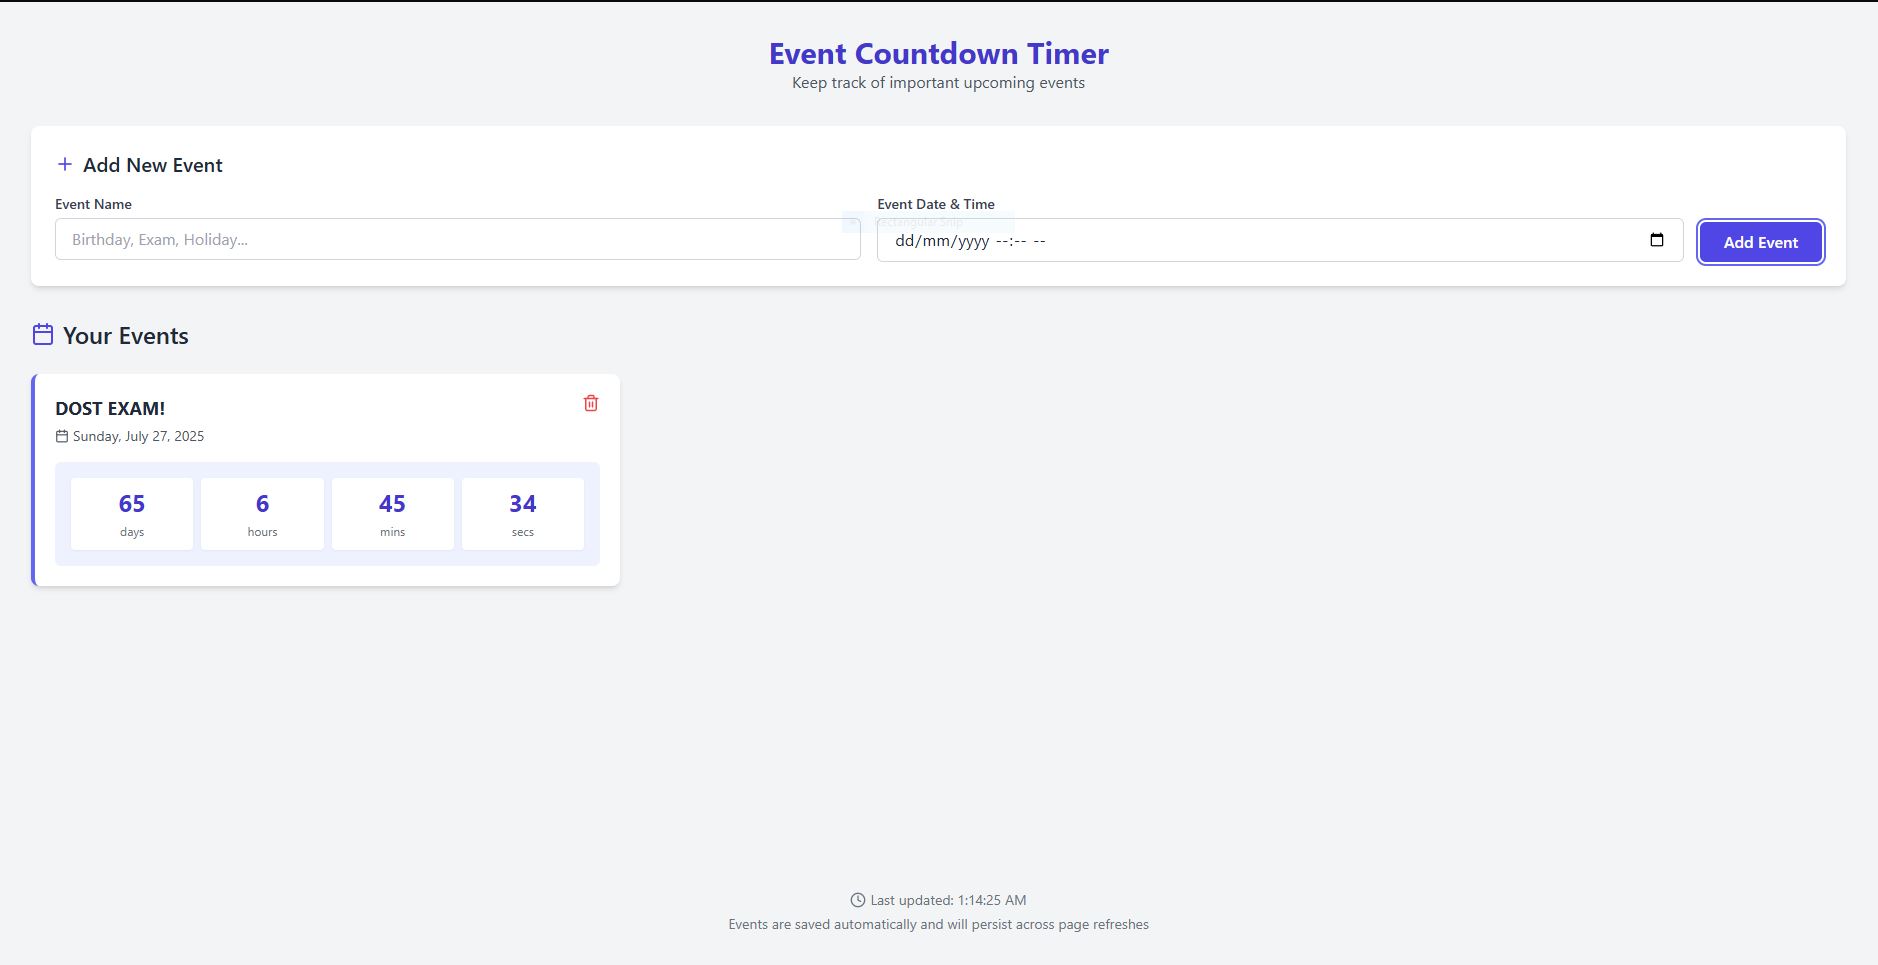 Event Countdown Timer
Keep track of important upcoming events
Add New Event
Event Name
Event Date & Time
Rectangular Snip
Birthday, Exam, Holiday...
dd/mm/yyyy --:-- --
Add Event
Your Events
DOST EXAM!
Sunday, July 27, 2025
65 6 45 34
days hours mins secs
Last updated: 1:14:25 AM
Events are saved automatically and will persist across page refreshes